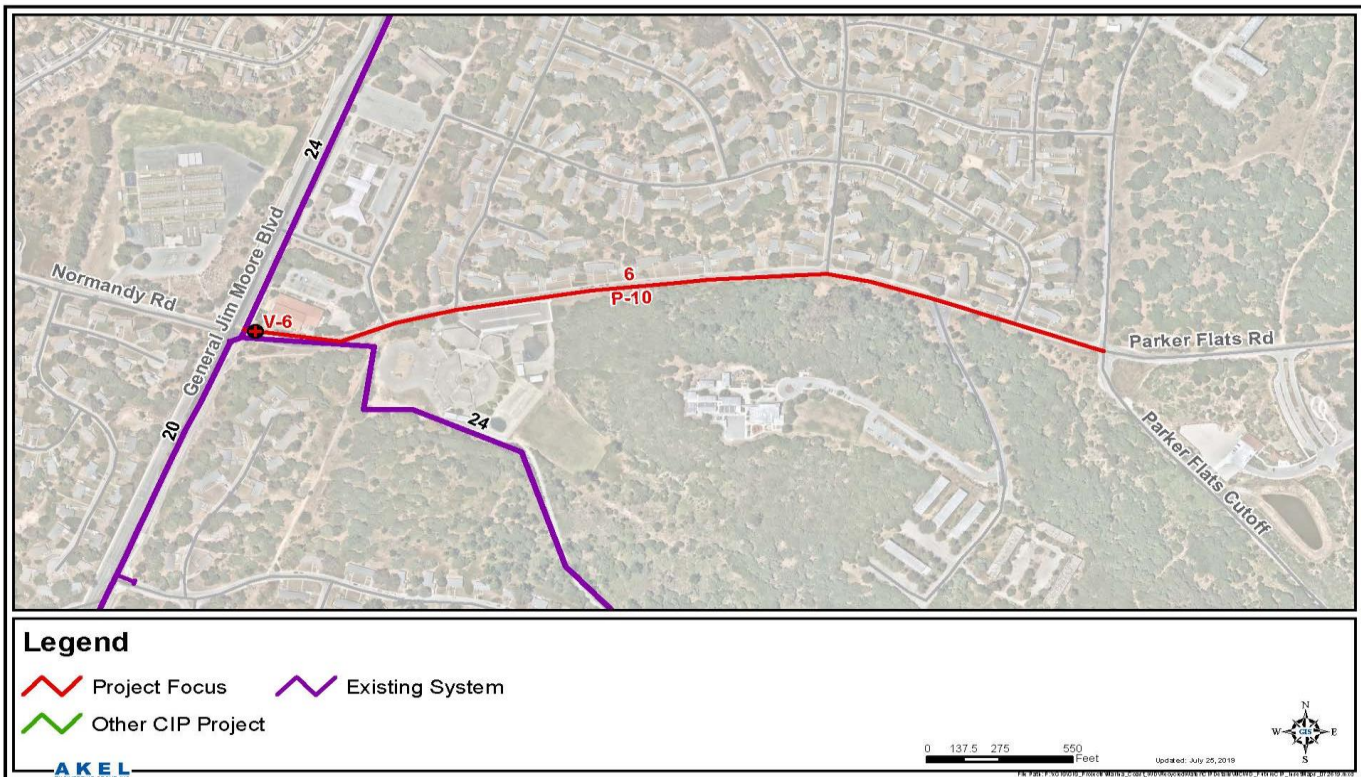 24
General Jim Moore Blvd
Normandy Rd
V-6
6
P-10
Parker Flats Rd
20
24
Parker Flats Cutoff
Legend
Project Focus
Existing System
Other CIP Project
AKEL
0 137.5 275 550
Feet
N
W GIS E
S
Updated: July 25, 2019